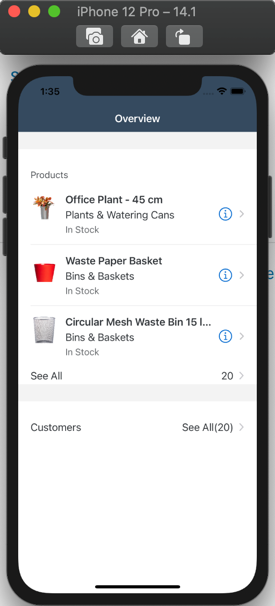 iPhone 12 Pro – 14.1
1:35
Overview
Products
Office Plant - 45 cm
Plants & Watering Cans
In Stock
Waste Paper Basket
Bins & Baskets
In Stock
Circular Mesh Waste Bin 15 l...
Bins & Baskets
In Stock
See All 20
Customers See All(20)